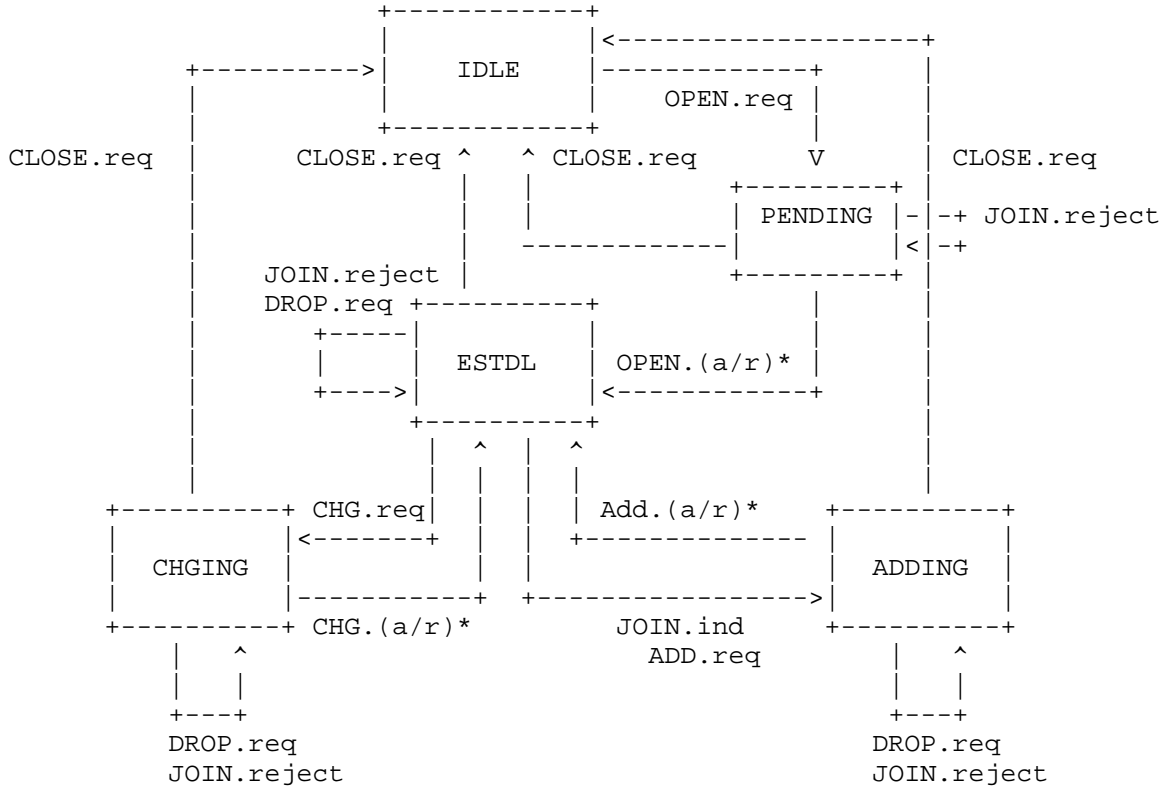 IDLE
OPEN.req
CLOSE.req CLOSE.req CLOSE.req V CLOSE.req
PENDING JOIN.reject
JOIN.reject
DROP.req
ESTDL OPEN.(a/r)*
CHG.req Add.(a/r)*
CHGING ADDING
CHG.(a/r)* JOIN.ind
ADD.req
DROP.req DROP.req
JOIN.reject JOIN.reject